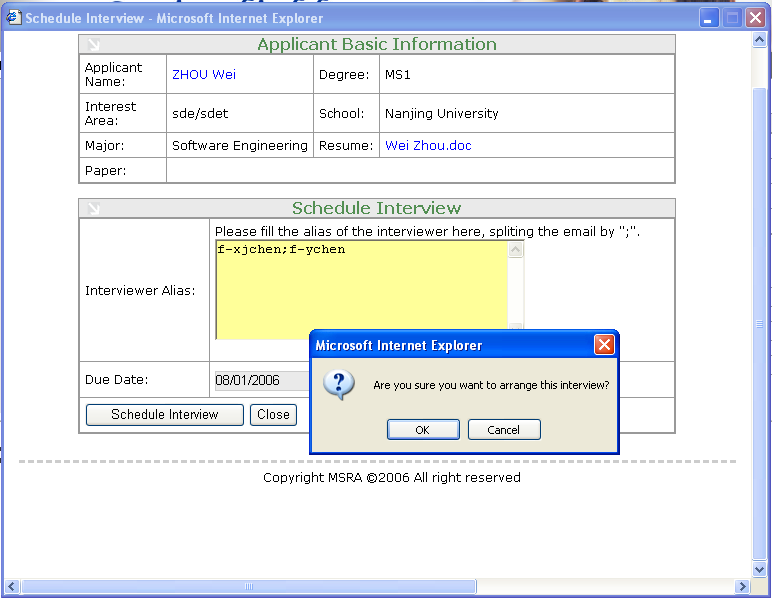 Schedule Interview - Microsoft Internet Explorer
Applicant Basic Information
Applicant Name: ZHOU Wei Degree: MS1
Interest Area: sde/sdet School: Nanjing University
Major: Software Engineering Resume: Wei Zhou.doc
Paper:
Schedule Interview
Please fill the alias of the interviewer here, spliting the email by ";".
f-xjchen;f-ychen
Interviewer Alias:
Microsoft Internet Explorer
Are you sure you want to arrange this interview?
Due Date: 08/01/2006
Schedule Interview Close
OK Cancel
Copyright MSRA ©2006 All right reserved